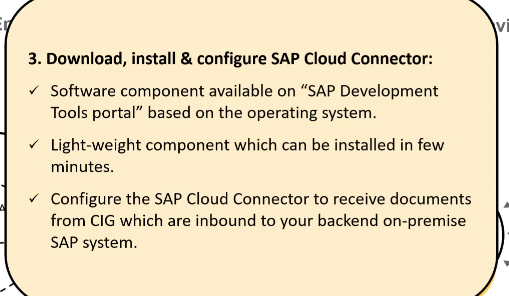 3. Download, install & configure SAP Cloud Connector:
✓ Software component available on “SAP Development
Tools portal” based on the operating system.
✓ Light-weight component which can be installed in few
minutes.
✓ Configure the SAP Cloud Connector to receive documents
from CIG which are inbound to your backend on-premise
SAP system.